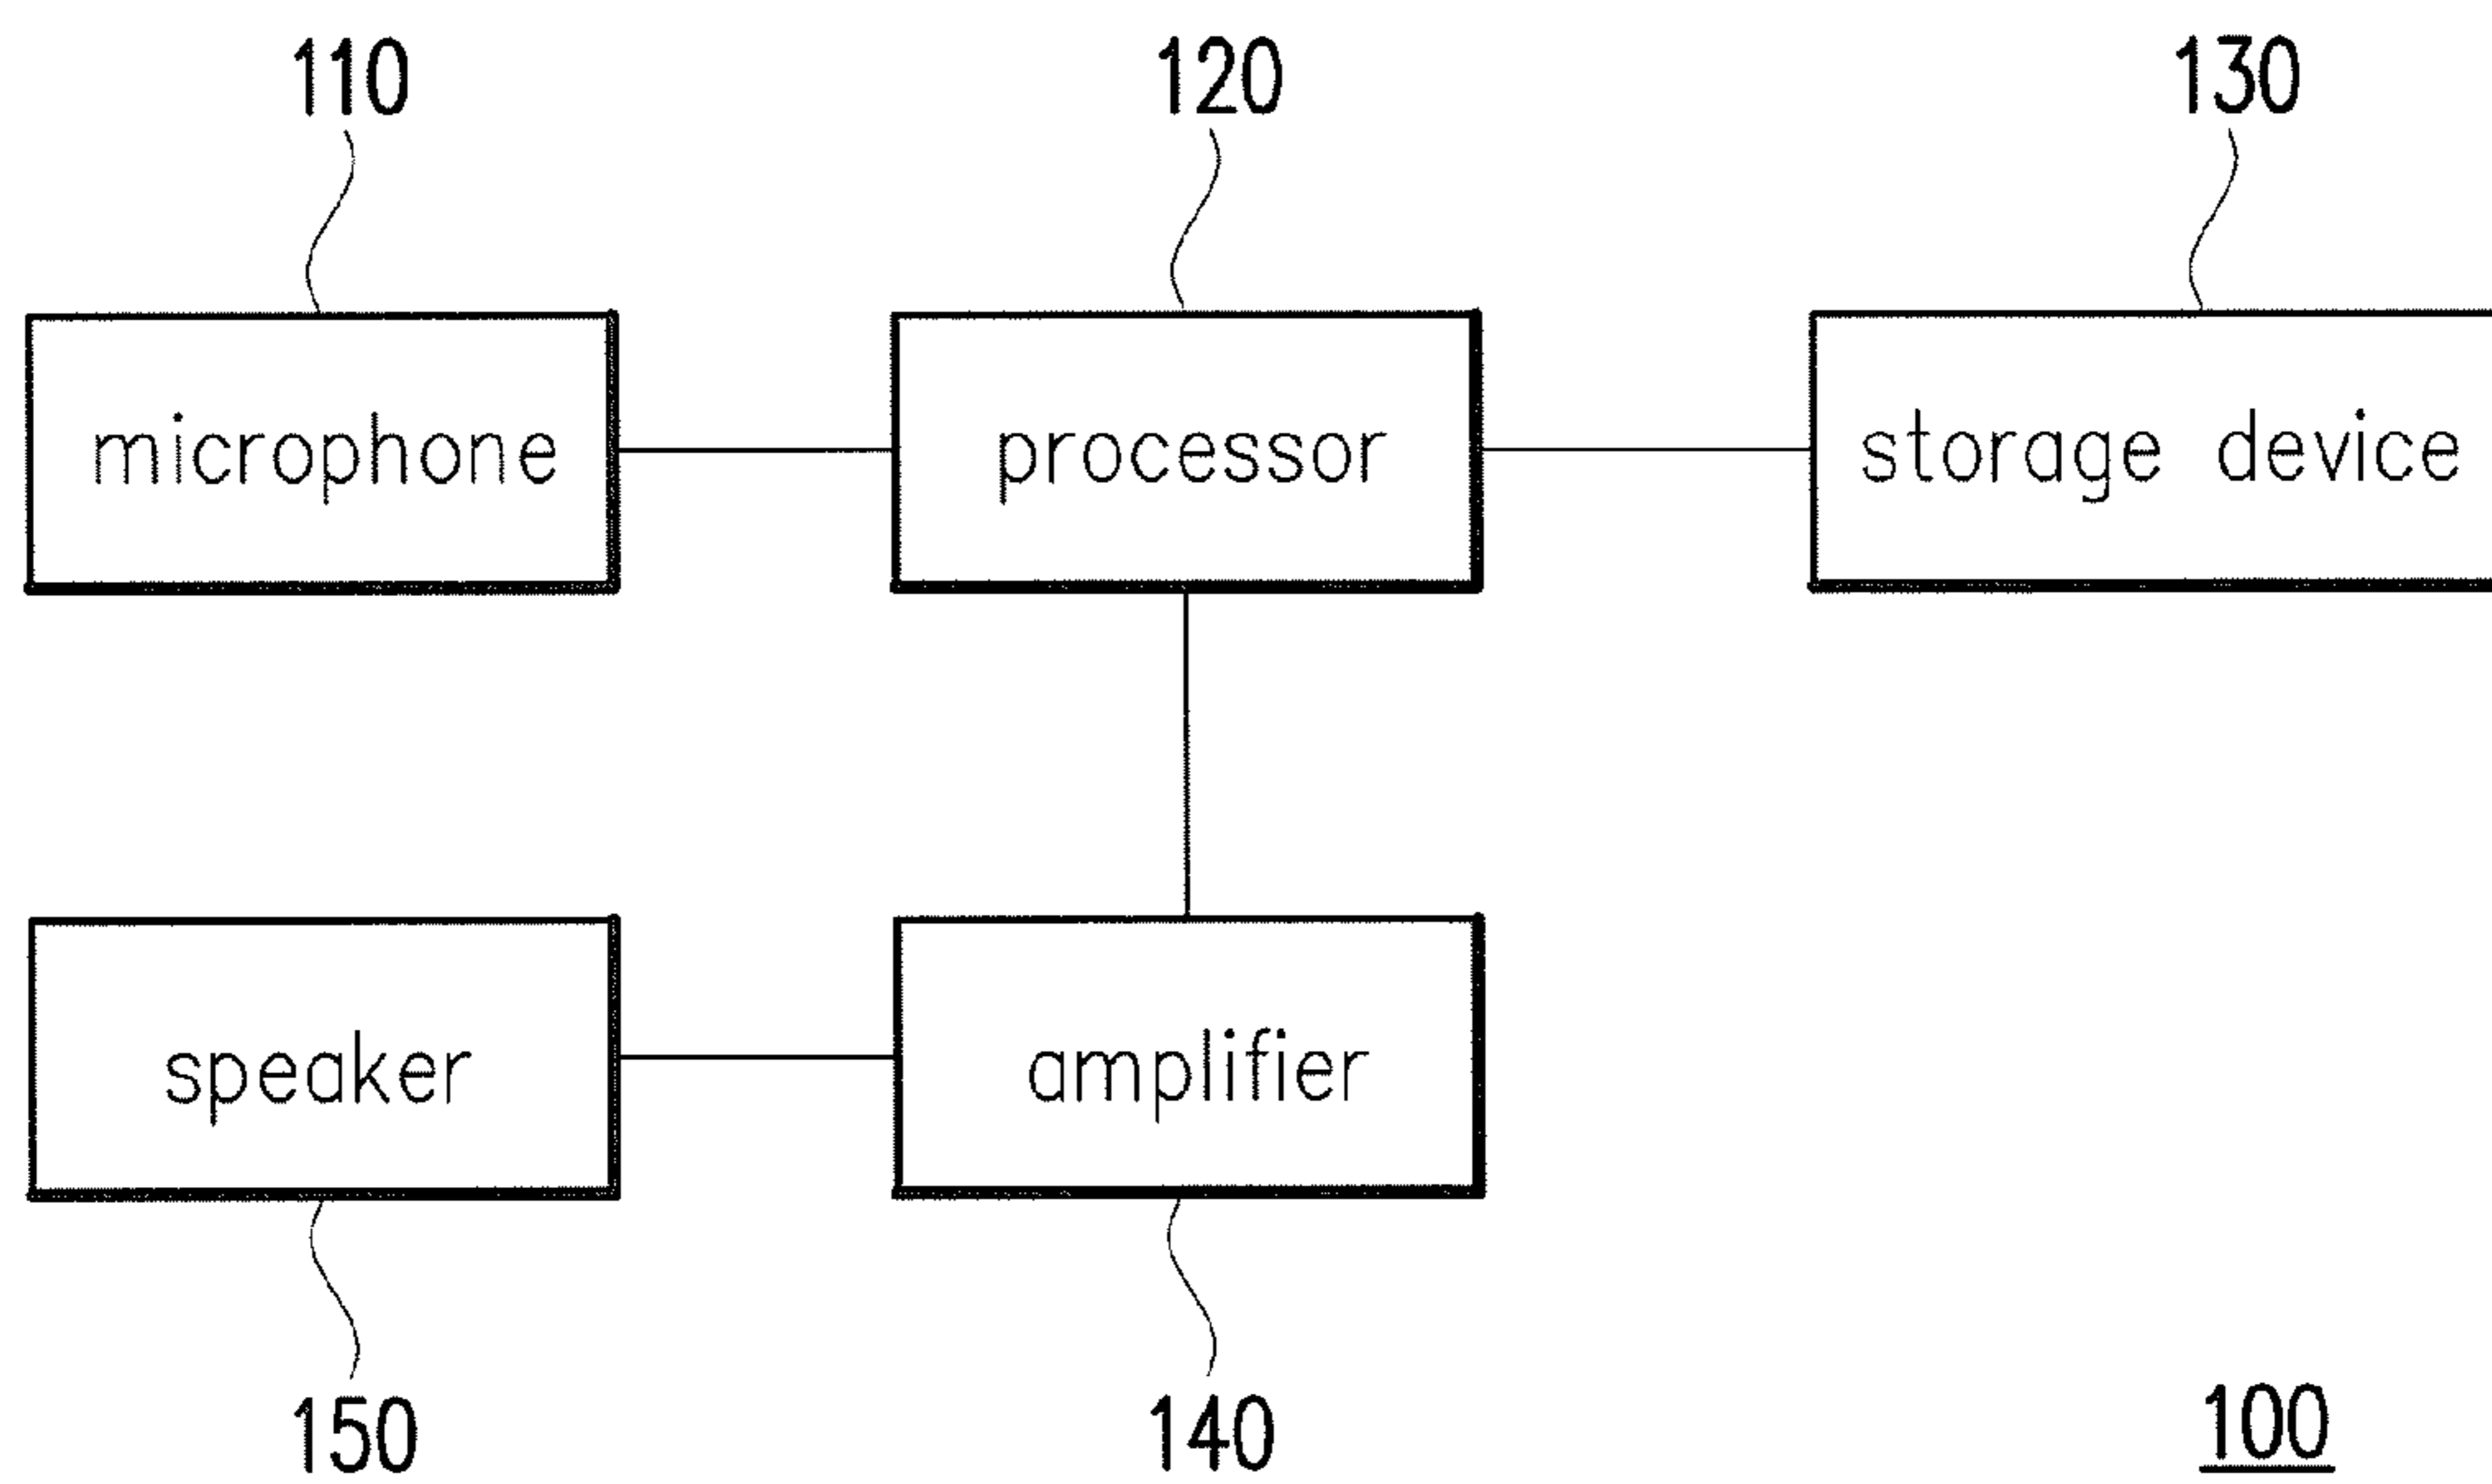 110 120 130
microphone processor storage device
speaker amplifier
150 140 100